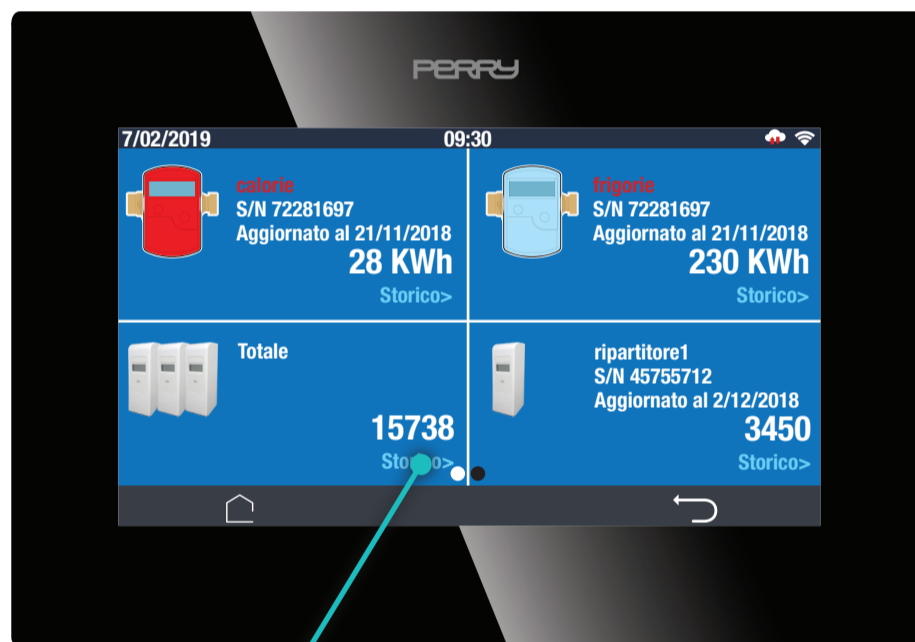 PERRY
7/02/2019 09:30
calorie
S/N 72281697
Aggiornato al 21/11/2018
28 KWh
Storico>
frigorie
S/N 72281697
Aggiornato al 21/11/2018
230 KWh
Storico>
Totale
15738
Storico>
ripartitore1
S/N 45755712
Aggiornato al 2/12/2018
3450
Storico>